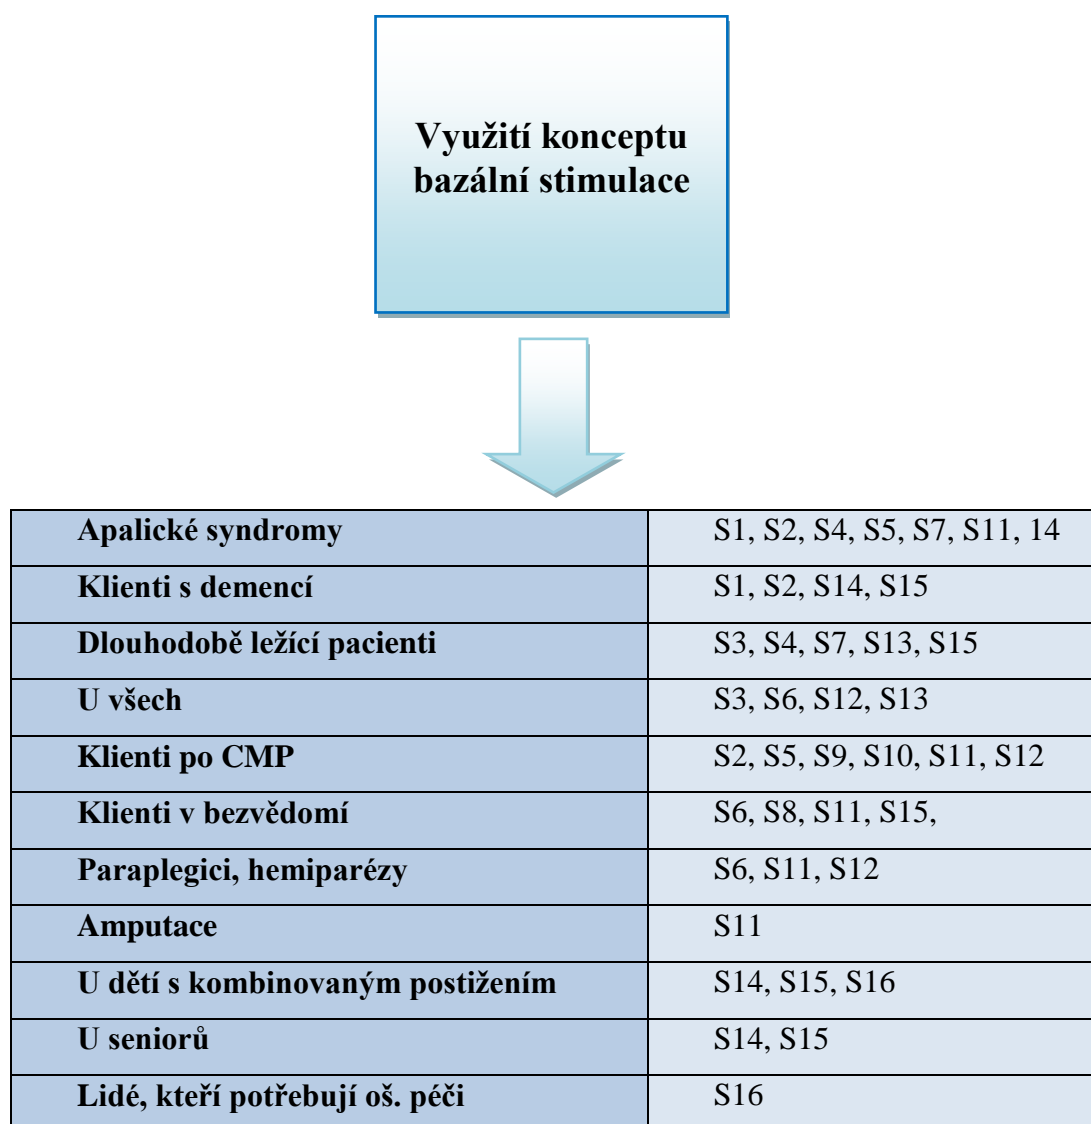 Využití konceptu
bazální stimulace
Apalické syndromy S1, S2, S4, S5, S7, S11, 14
Klienti s demencí S1, S2, S14, S15
Dlouhodobě ležící pacienti S3, S4, S7, S13, S15
U všech S3, S6, S12, S13
Klienti po CMP S2, S5, S9, S10, S11, S12
Klienti v bezvědomí S6, S8, S11, S15,
Paraplegici, hemiparézy S6, S11, S12
Amputace S11
U dětí s kombinovaným postižením S14, S15, S16
U seniorů S14, S15
Lidé, kteří potřebují oš. péči S16